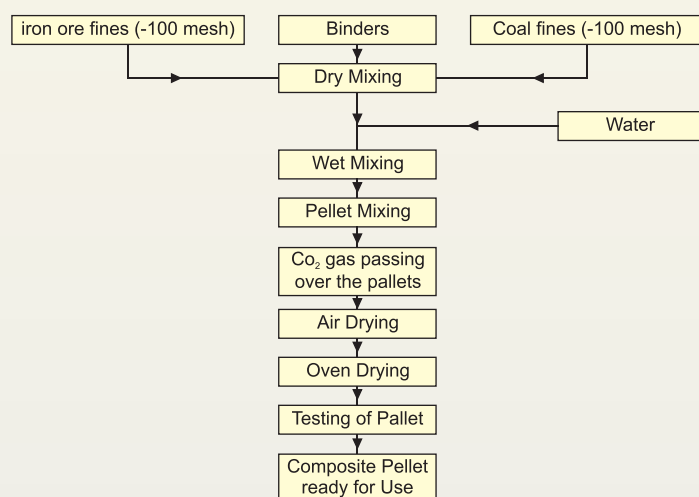 iron ore fines (-100 mesh)
Binders
Coal fines (-100 mesh)
Dry Mixing
Water
Wet Mixing
Pellet Mixing
Co₂ gas passing
over the pallets
Air Drying
Oven Drying
Testing of Pallet
Composite Pellet
ready for Use